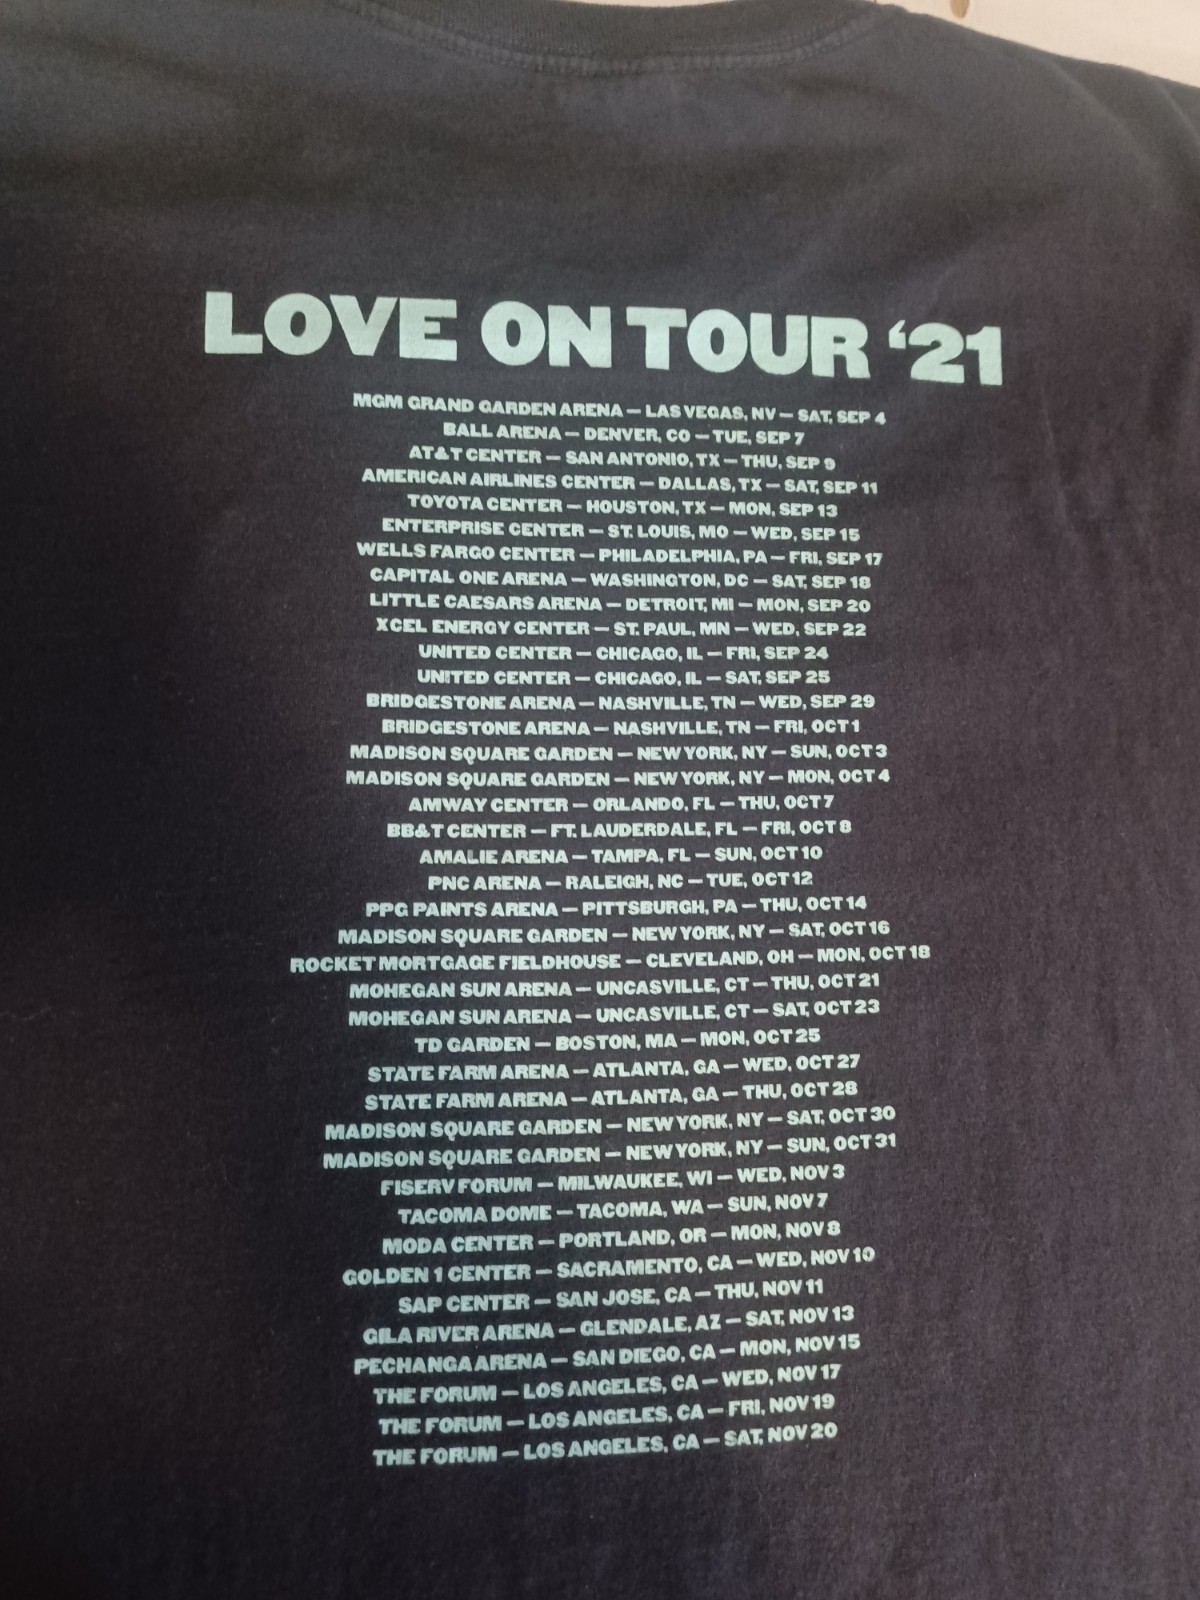 LOVE ON TOUR ‘21
MGM GRAND GARDEN ARENA – LAS VEGAS, NV – SAT, SEP 4
BALL ARENA – DENVER, CO – TUE, SEP 7
AT&T CENTER – SAN ANTONIO, TX – THU, SEP 9
AMERICAN AIRLINES CENTER – DALLAS, TX – SAT, SEP 11
TOYOTA CENTER – HOUSTON, TX – MON, SEP 13
ENTERPRISE CENTER – ST. LOUIS, MO – WED, SEP 15
WELLS FARGO CENTER – PHILADELPHIA, PA – FRI, SEP 17
CAPITAL ONE ARENA – WASHINGTON, DC – SAT, SEP 18
LITTLE CAESARS ARENA – DETROIT, MI – MON, SEP 20
XCEL ENERGY CENTER – ST. PAUL, MN – WED, SEP 22
UNITED CENTER – CHICAGO, IL – FRI, SEP 24
UNITED CENTER – CHICAGO, IL – SAT, SEP 25
BRIDGESTONE ARENA – NASHVILLE, TN – WED, SEP 29
BRIDGESTONE ARENA – NASHVILLE, TN – FRI, OCT 1
MADISON SQUARE GARDEN – NEW YORK, NY – SUN, OCT 3
MADISON SQUARE GARDEN – NEW YORK, NY – MON, OCT 4
AMWAY CENTER – ORLANDO, FL – THU, OCT 7
BB&T CENTER – FT. LAUDERDALE, FL – FRI, OCT 8
AMALIE ARENA – TAMPA, FL – SUN, OCT 10
PNC ARENA – RALEIGH, NC – TUE, OCT 12
PPG PAINTS ARENA – PITTSBURGH, PA – THU, OCT 14
MADISON SQUARE GARDEN – NEW YORK, NY – SAT, OCT 16
ROCKET MORTGAGE FIELDHOUSE – CLEVELAND, OH – MON, OCT 18
MOHEGAN SUN ARENA – UNCASVILLE, CT – THU, OCT 21
MOHEGAN SUN ARENA – UNCASVILLE, CT – SAT, OCT 23
TD GARDEN – BOSTON, MA – MON, OCT 25
STATE FARM ARENA – ATLANTA, GA – WED, OCT 27
STATE FARM ARENA – ATLANTA, GA – THU, OCT 28
MADISON SQUARE GARDEN – NEW YORK, NY – SAT, OCT 30
MADISON SQUARE GARDEN – NEW YORK, NY – SUN, OCT 31
FISERV FORUM – MILWAUKEE, WI – WED, NOV 3
TACOMA DOME – TACOMA, WA – SUN, NOV 7
MODA CENTER – PORTLAND, OR – MON, NOV 8
GOLDEN 1 CENTER – SACRAMENTO, CA – WED, NOV 10
SAP CENTER – SAN JOSE, CA – THU, NOV 11
GILA RIVER ARENA – GLENDALE, AZ – SAT, NOV 13
PECHANGA ARENA – SAN DIEGO, CA – MON, NOV 15
THE FORUM – LOS ANGELES, CA – WED, NOV 17
THE FORUM – LOS ANGELES, CA – FRI, NOV 19
THE FORUM – LOS ANGELES, CA – SAT, NOV 20